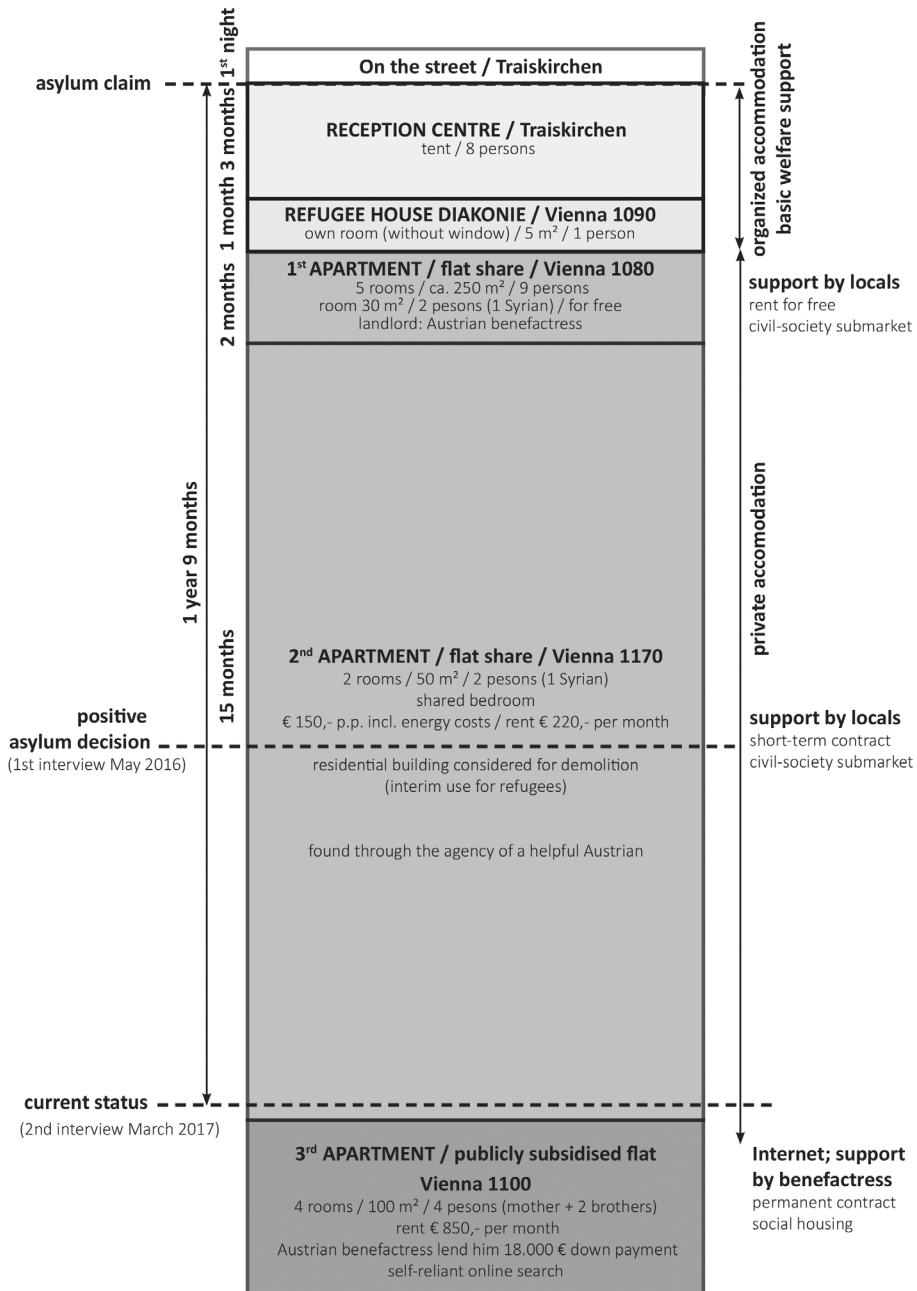 1st night
On the street / Traiskirchen
asylum claim
3 months
RECEPTION CENTRE / Traiskirchen
tent / 8 persons
organized accommodation
basic welfare support
1 month
REFUGEE HOUSE DIAKONIE / Vienna 1090
own room (without window) / 5 m² / 1 person
2 months
1st APARTMENT / flat share / Vienna 1080
5 rooms / ca. 250 m² / 9 persons
room 30 m² / 2 pesons (1 Syrian) / for free
landlord: Austrian benefactress
support by locals
rent for free
civil-society submarket
1 year 9 months
private accomodation
15 months
2nd APARTMENT / flat share / Vienna 1170
2 rooms / 50 m² / 2 pesons (1 Syrian)
shared bedroom
€ 150,- p.p. incl. energy costs / rent € 220,- per month
positive
asylum decision
(1st interview May 2016)
support by locals
short-term contract
civil-society submarket
residential building considered for demolition
(interim use for refugees)
found through the agency of a helpful Austrian
current status
(2nd interview March 2017)
3rd APARTMENT / publicly subsidised flat
Vienna 1100
4 rooms / 100 m² / 4 pesons (mother + 2 brothers)
rent € 850,- per month
Austrian benefactress lend him 18.000 € down payment
self-reliant online search
Internet; support
by benefactress
permanent contract
social housing